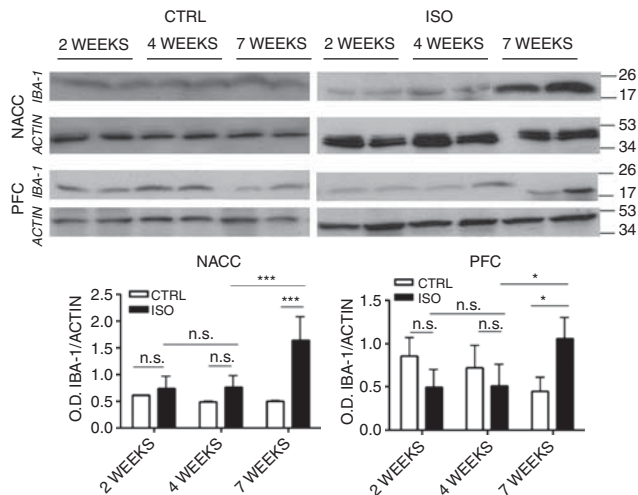 CTRL ISO
2 WEEKS 4 WEEKS 7 WEEKS 2 WEEKS 4 WEEKS 7 WEEKS
NACC
IBA-1
26
17
ACTIN
53
34
PFC
IBA-1
26
17
ACTIN
53
34
NACC
O.D. IBA-1/ACTIN
2.5
2.0
1.5
1.0
0.5
0.0
CTRL
ISO
***
***
n.s.
n.s.
n.s.
2 WEEKS
4 WEEKS
7 WEEKS
PFC
O.D. IBA-1/ACTIN
1.5
1.0
0.5
0.0
CTRL
ISO
*
*
n.s.
n.s.
n.s.
2 WEEKS
4 WEEKS
7 WEEKS